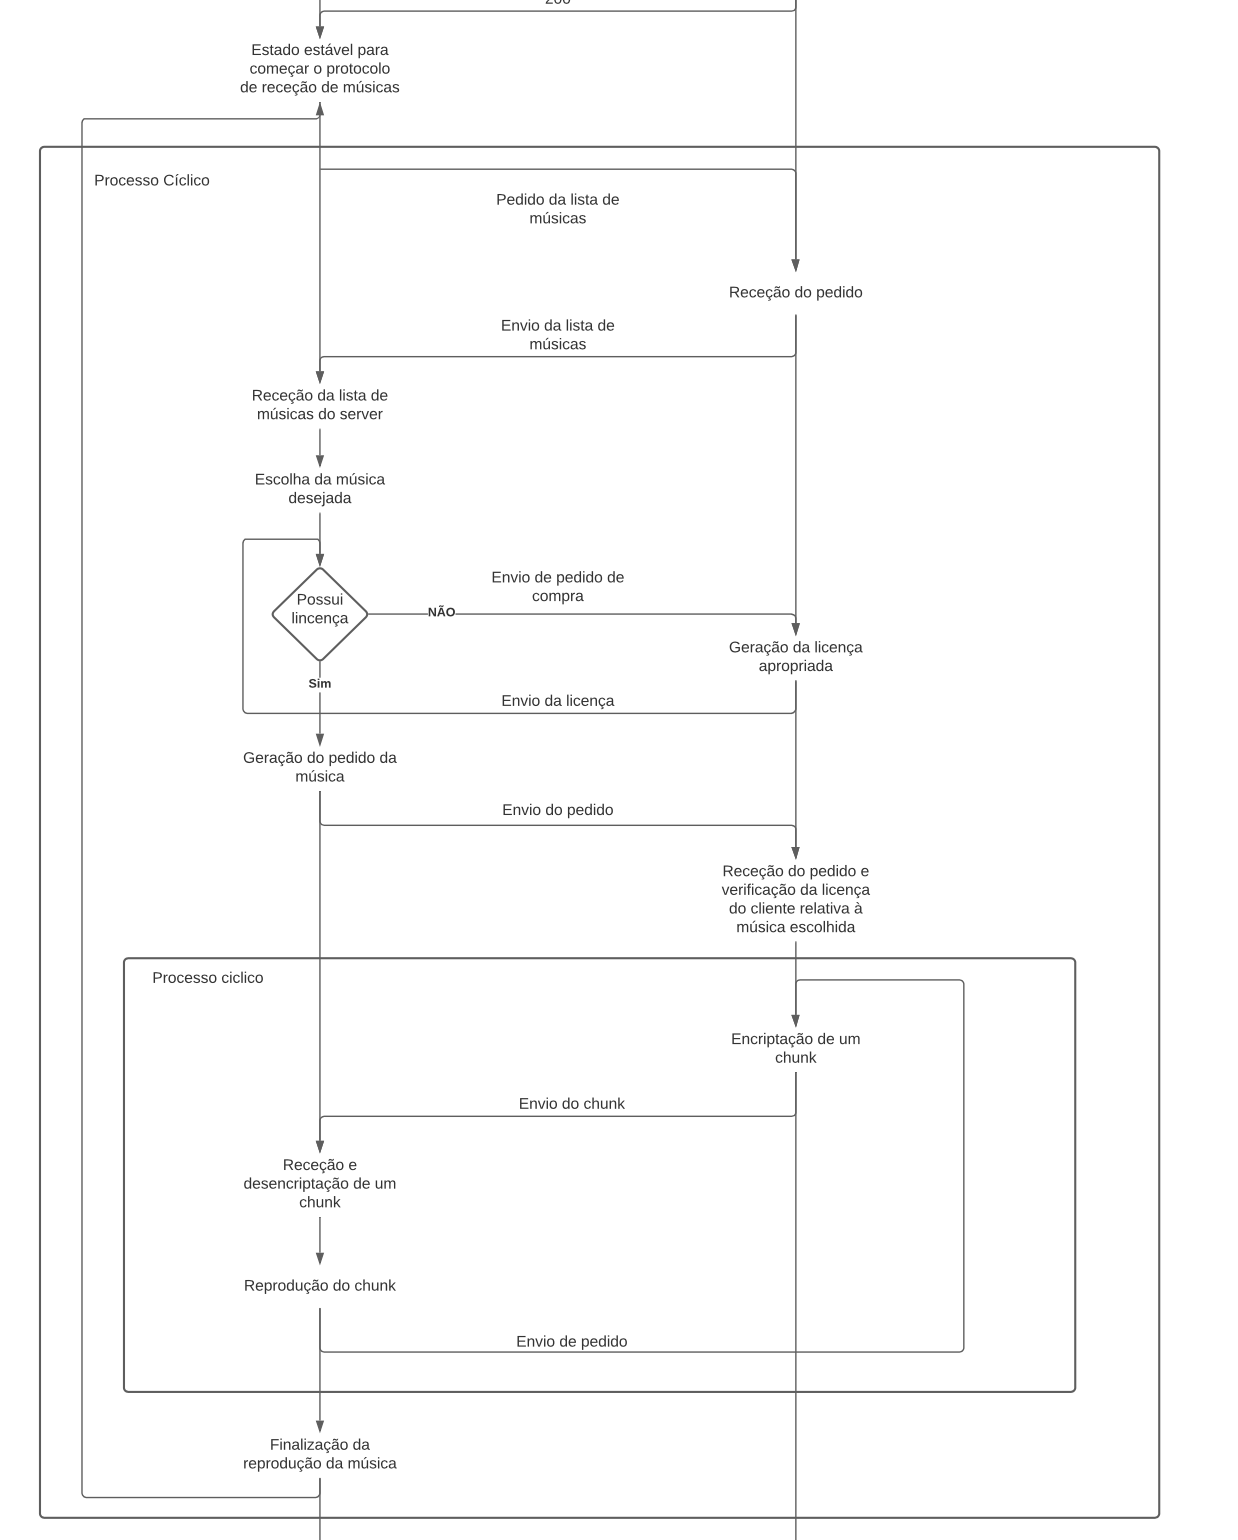 200
Estado estável para
começar o protocolo
de receção de músicas
Processo Cíclico
Pedido da lista de
músicas
Receção do pedido
Envio da lista de
músicas
Receção da lista de
músicas do server
Escolha da música
desejada
Envio de pedido de
compra
Possui
lincença
NÃO
Geração da licença
apropriada
Sim
Envio da licença
Geração do pedido da
música
Envio do pedido
Receção do pedido e
verificação da licença
do cliente relativa à
música escolhida
Processo ciclico
Encriptação de um
chunk
Envio do chunk
Receção e
desencriptação de um
chunk
Reprodução do chunk
Envio de pedido
Finalização da
reprodução da música